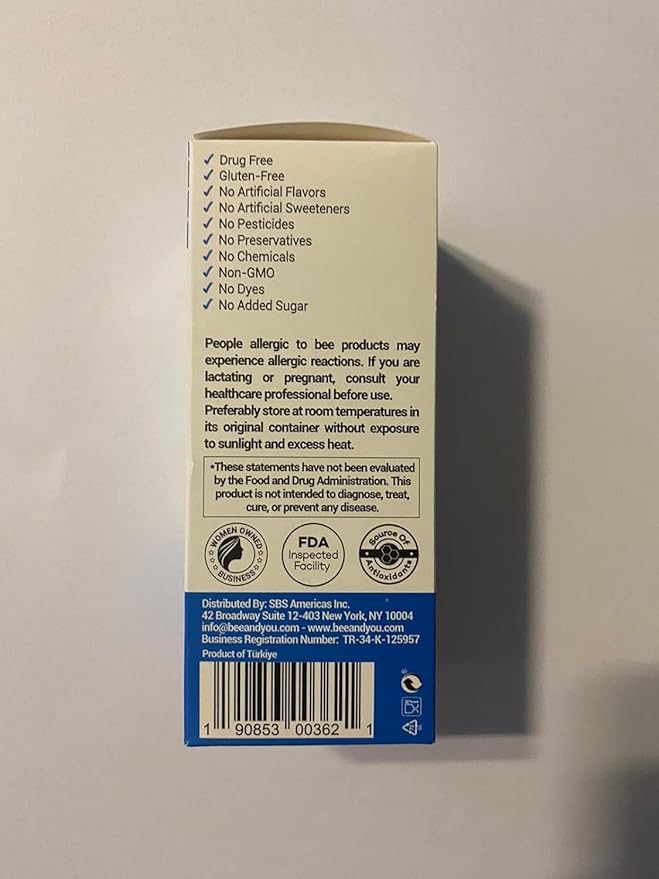 ✓ Drug Free
✓ Gluten-Free
✓ No Artificial Flavors
✓ No Artificial Sweeteners
✓ No Pesticides
✓ No Preservatives
✓ No Chemicals
✓ Non-GMO
✓ No Dyes
✓ No Added Sugar
People allergic to bee products may
experience allergic reactions. If you are
lactating or pregnant, consult your
healthcare professional before use.
Preferably store at room temperatures in
its original container without exposure
to sunlight and excess heat.
*These statements have not been evaluated
by the Food and Drug Administration. This
product is not intended to diagnose, treat,
cure, or prevent any disease.
WOMEN OWNED
BUSINESS
FDA
Inspected
Facility
Source Of
Antioxidants
Distributed By: SBS Americas Inc.
42 Broadway Suite 12-403 New York, NY 10004
info@beeandyou.com - www.beeandyou.com
Business Registration Number: TR-34-K-125957
Product of Türkiye
1 90853 00362 1